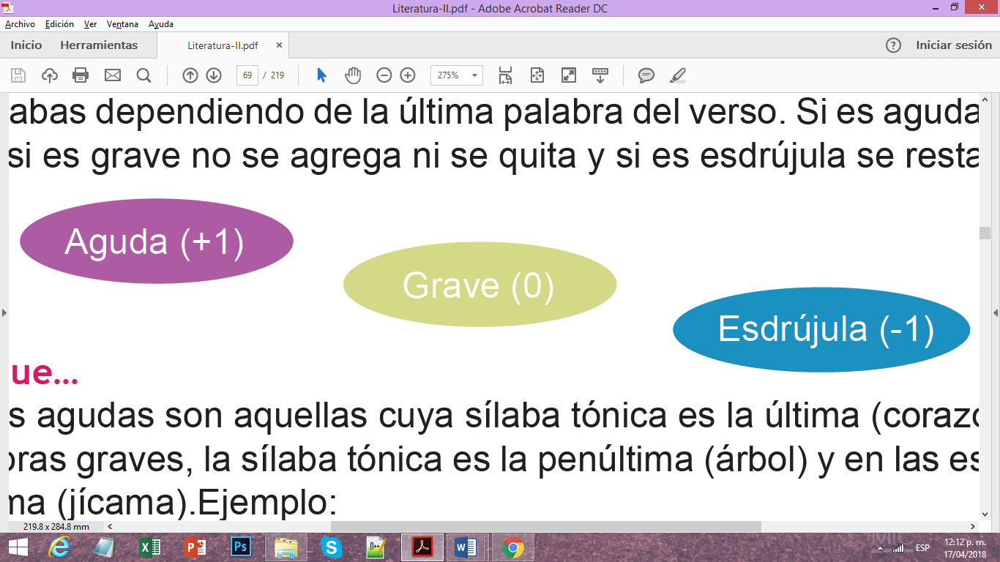 Literatura-II.pdf - Adobe Acrobat Reader DC
Archivo Edición Ver Ventana Ayuda
Inicio Herramientas Literatura-II.pdf × Iniciar sesión
69 / 219 275%
abas dependiendo de la última palabra del verso. Si es aguda
si es grave no se agrega ni se quita y si es esdrújula se resta
Aguda (+1)
Grave (0)
Esdrújula (-1)
ue...
s agudas son aquellas cuya sílaba tónica es la última (corazo
oras graves, la sílaba tónica es la penúltima (árbol) y en las es
ma (jícama).Ejemplo:
219.8 x 284.8 mm
ESP 12:12 p. m.
17/04/2018